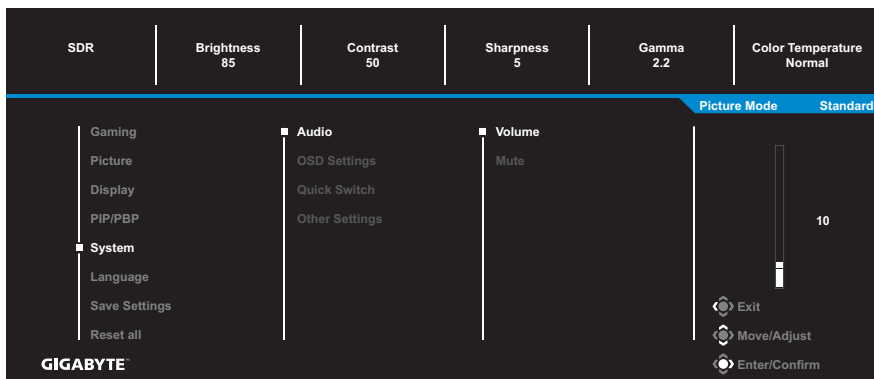 SDR Brightness Contrast Sharpness Gamma Color Temperature
85 50 5 2.2 Normal
Picture Mode Standard
Gaming Audio Volume
Picture OSD Settings Mute
Display Quick Switch
PIP/PBP Other Settings 10
System
Language
Save Settings Exit
Reset all Move/Adjust
GIGABYTE™ Enter/Confirm